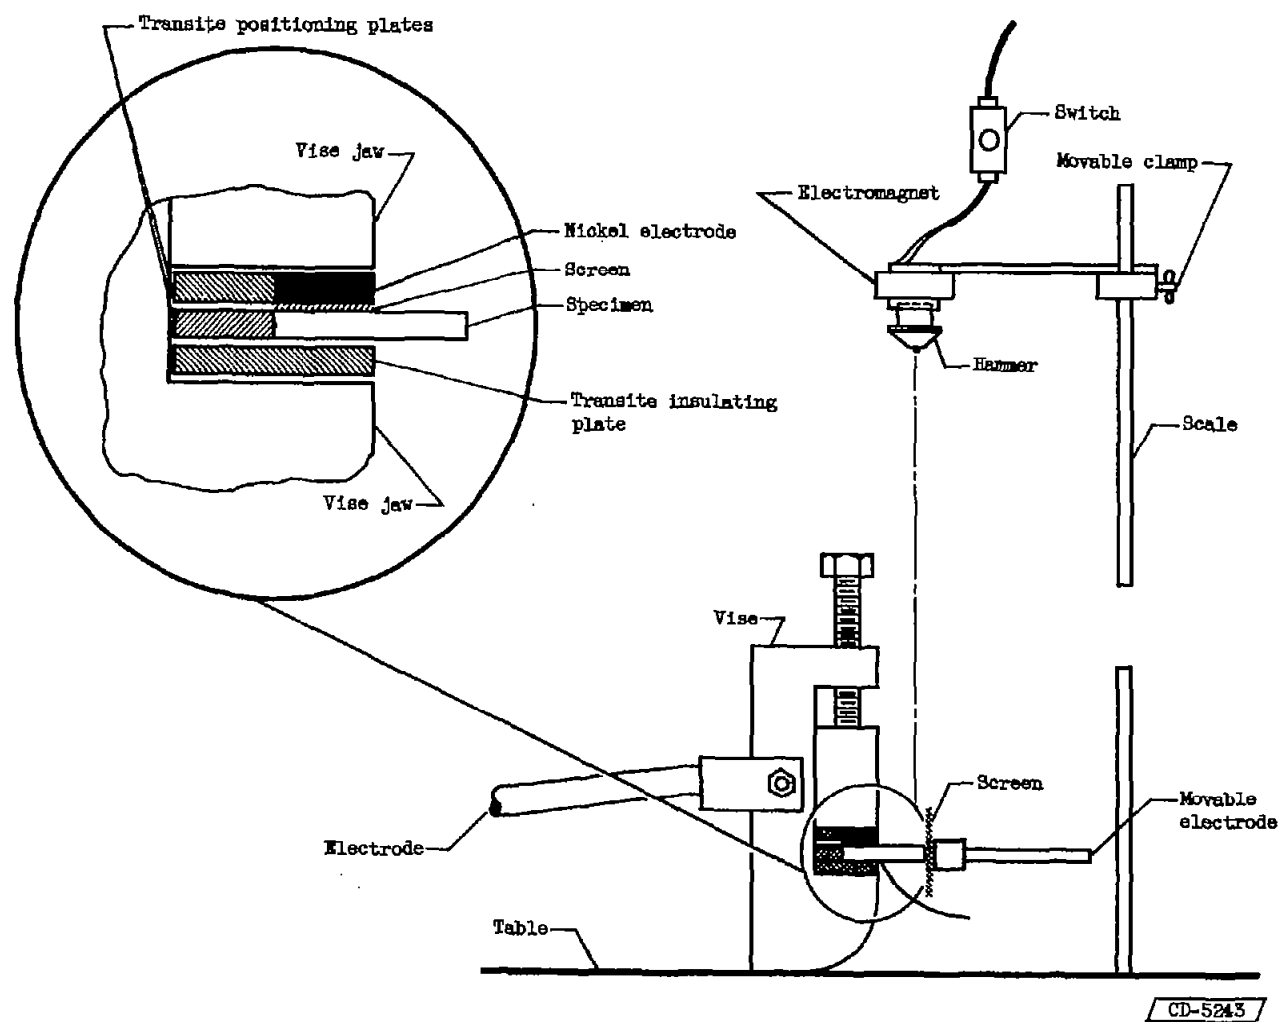 Transite positioning plates
Vise jaw
Nickel electrode
Screen
Specimen
Transite insulating
plate
Vise jaw
Switch
Movable clamp
Electromagnet
Hammer
Scale
Vise
Screen
Movable
electrode
Electrode
Table
CD-5243